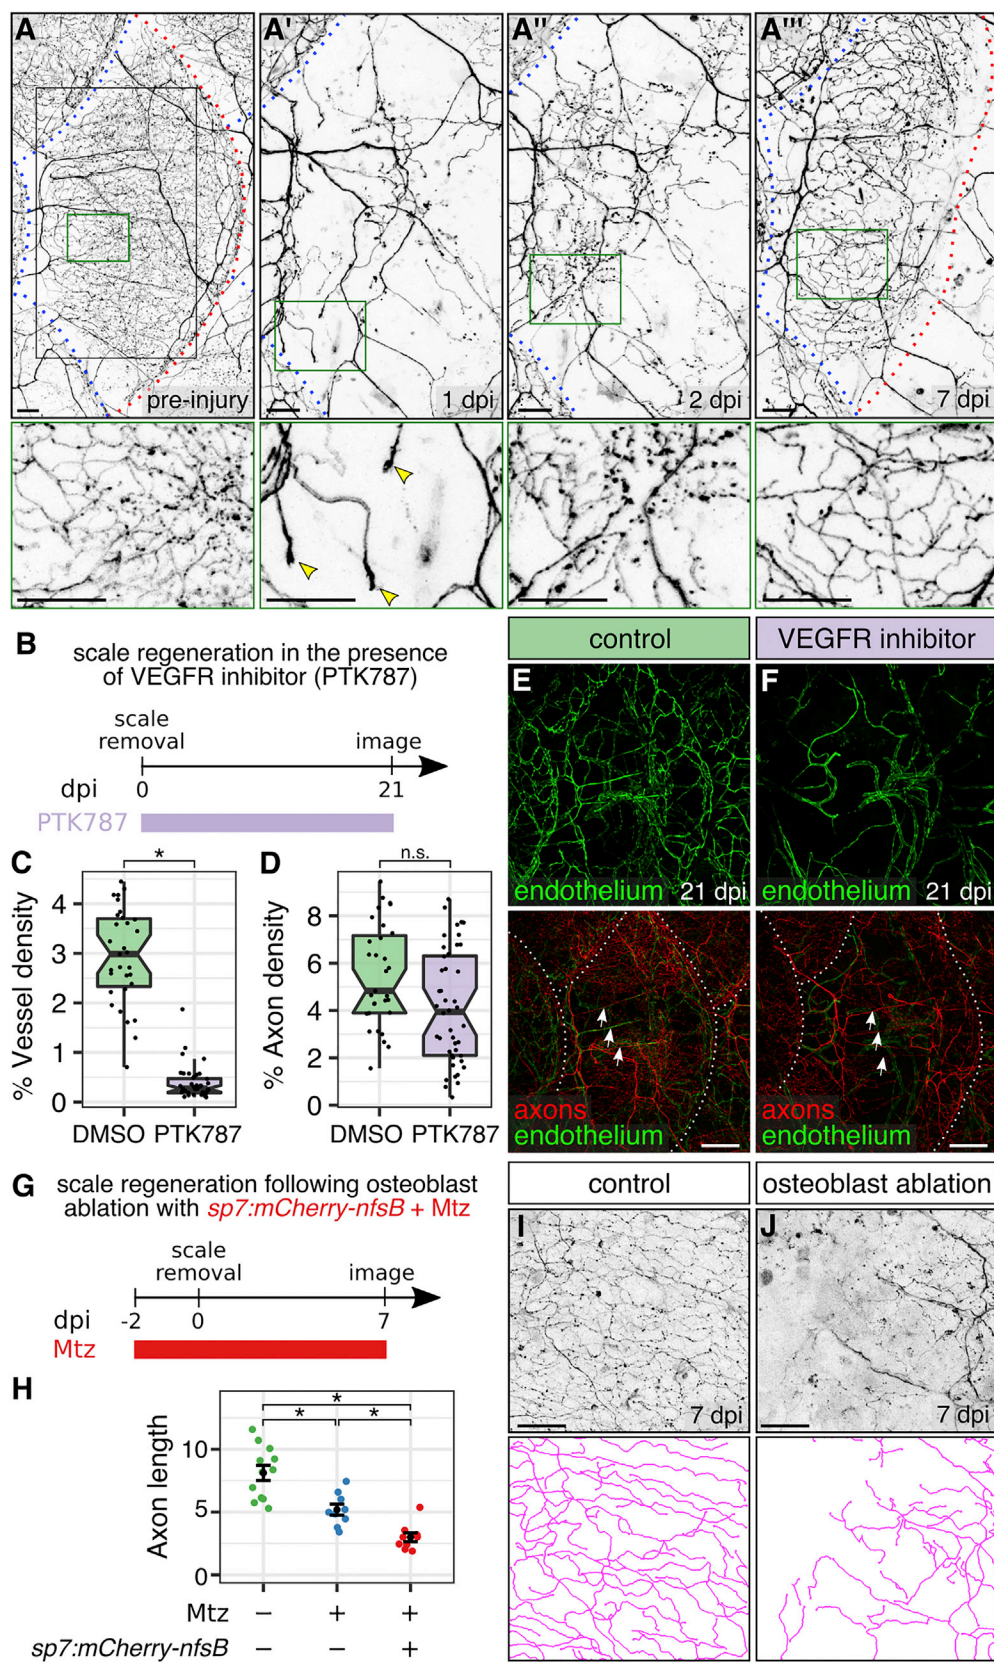 A
A'
A''
A'''
pre-injury
1 dpi
2 dpi
7 dpi
B
scale regeneration in the presence
of VEGFR inhibitor (PTK787)
scale
removal
image
dpi
0
21
PTK787
C
*
% Vessel density
4
3
2
1
0
DMSO PTK787
D
n.s.
% Axon density
8
6
4
2
0
DMSO PTK787
control
VEGFR inhibitor
E
endothelium 21 dpi
F
endothelium 21 dpi
axons
endothelium
axons
endothelium
G
scale regeneration following osteoblast
ablation with sp7:mCherry-nfsB + Mtz
scale
removal
image
dpi
-2
0
7
Mtz
H
*
* *
Axon length
10
5
0
Mtz − + +
sp7:mCherry-nfsB − − +
control
osteoblast ablation
I
7 dpi
J
7 dpi